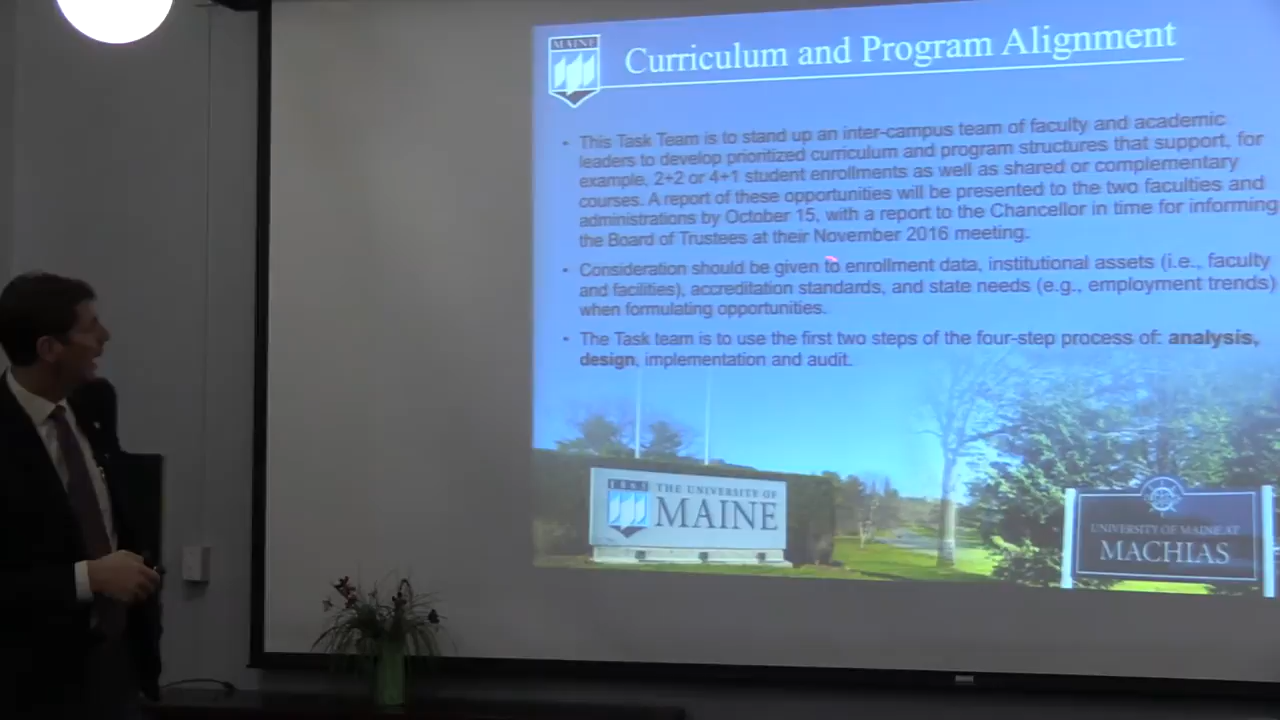 MAINE
Curriculum and Program Alignment
• This Task Team is to stand up an inter-campus team of faculty and academic
leaders to develop prioritized curriculum and program structures that support, for
example, 2+2 or 4+1 student enrollments as well as shared or complementary
courses. A report of these opportunities will be presented to the two faculties and
administrations by October 15, with a report to the Chancellor in time for informing
the Board of Trustees at their November 2016 meeting.
• Consideration should be given to enrollment data, institutional assets (i.e., faculty
and facilities), accreditation standards, and state needs (e.g., employment trends)
when formulating opportunities.
• The Task team is to use the first two steps of the four-step process of: analysis,
design, implementation and audit.
THE UNIVERSITY OF
MAINE
UNIVERSITY OF MAINE AT
MACHIAS